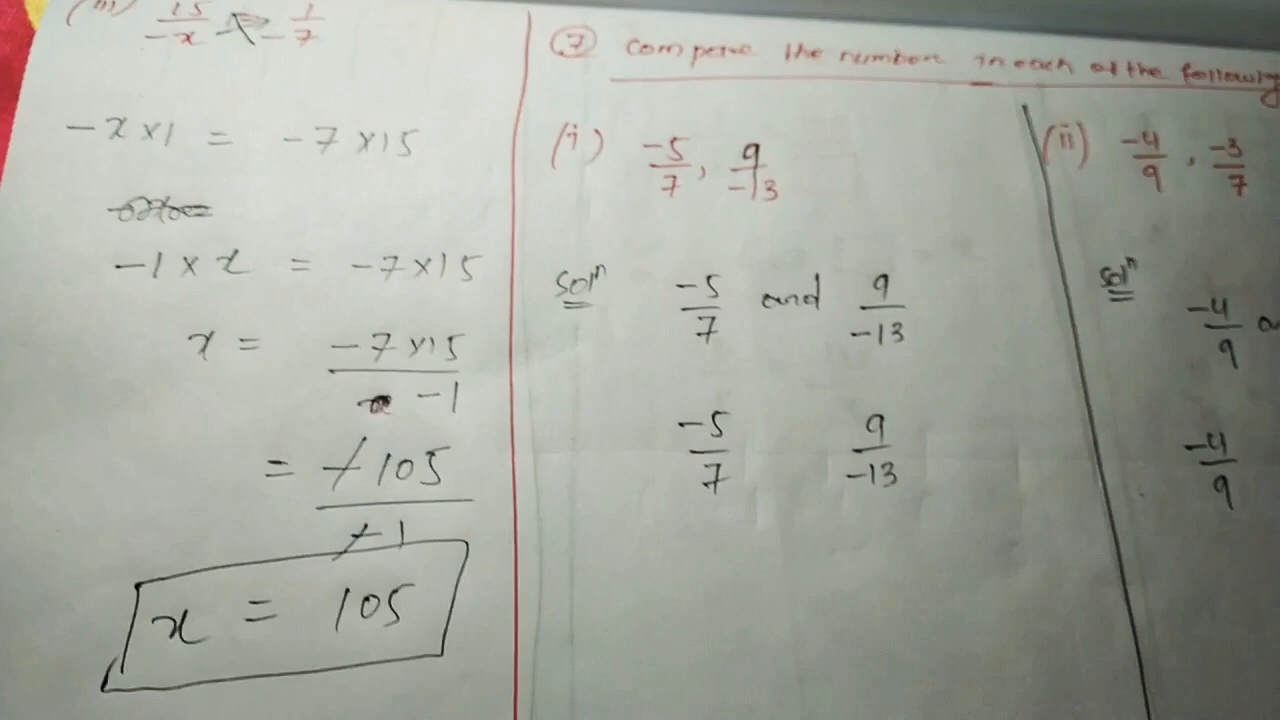 (iii) 15/-x = 1/-7
-x×1 = -7×15
-1×x = -7×15
x = -7×15/-1
= -105/-1
x = 105
⑦ compere the number in each of the following
(i) -5/7, 9/-13
Solⁿ -5/7 and 9/-13
-5/7 9/-13
(ii) -4/9, -3/7
Solⁿ
-4/9
-4/9